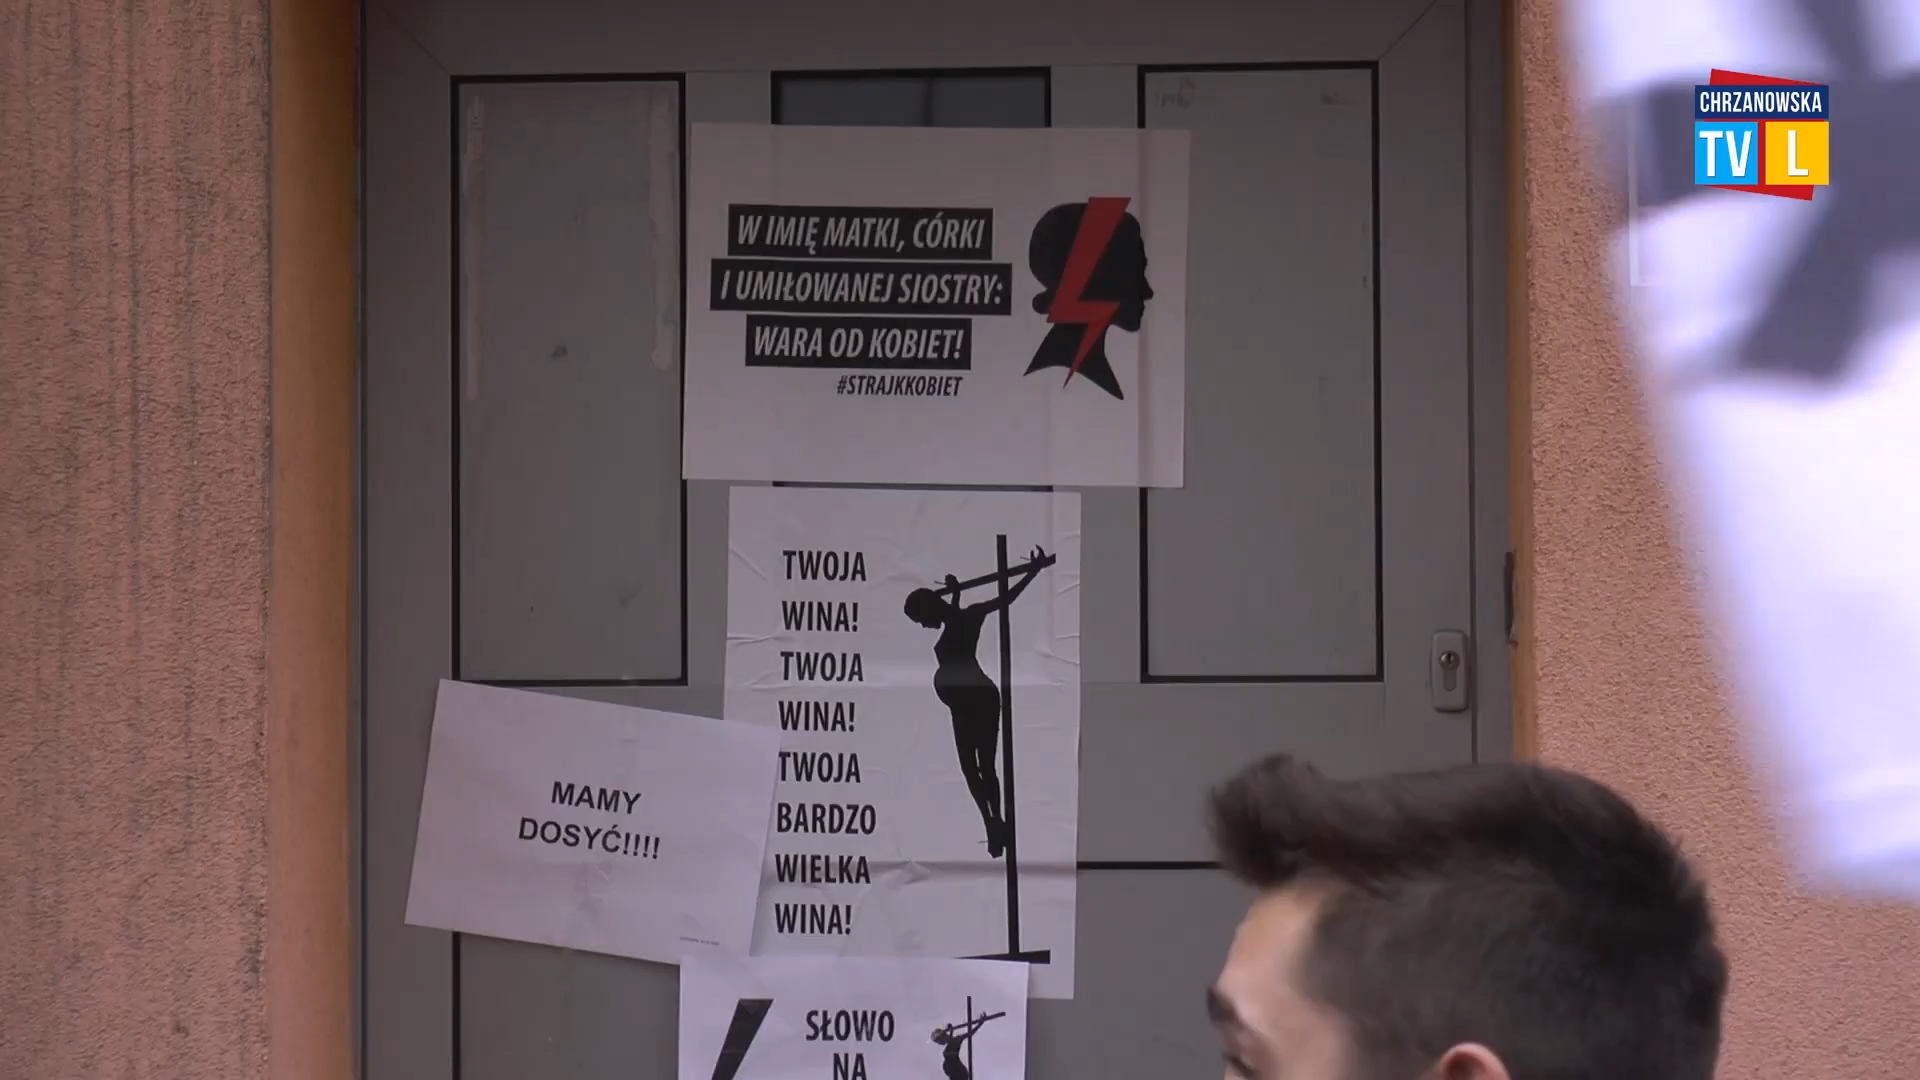 CHRZANOWSKA
TV L
W IMIĘ MATKI, CÓRKI
I UMIŁOWANEJ SIOSTRY:
WARA OD KOBIET!
#STRAJKKOBIET
TWOJA
WINA!
TWOJA
WINA!
TWOJA
BARDZO
WIELKA
WINA!
MAMY
DOSYĆ!!!!
SŁOWO
NA